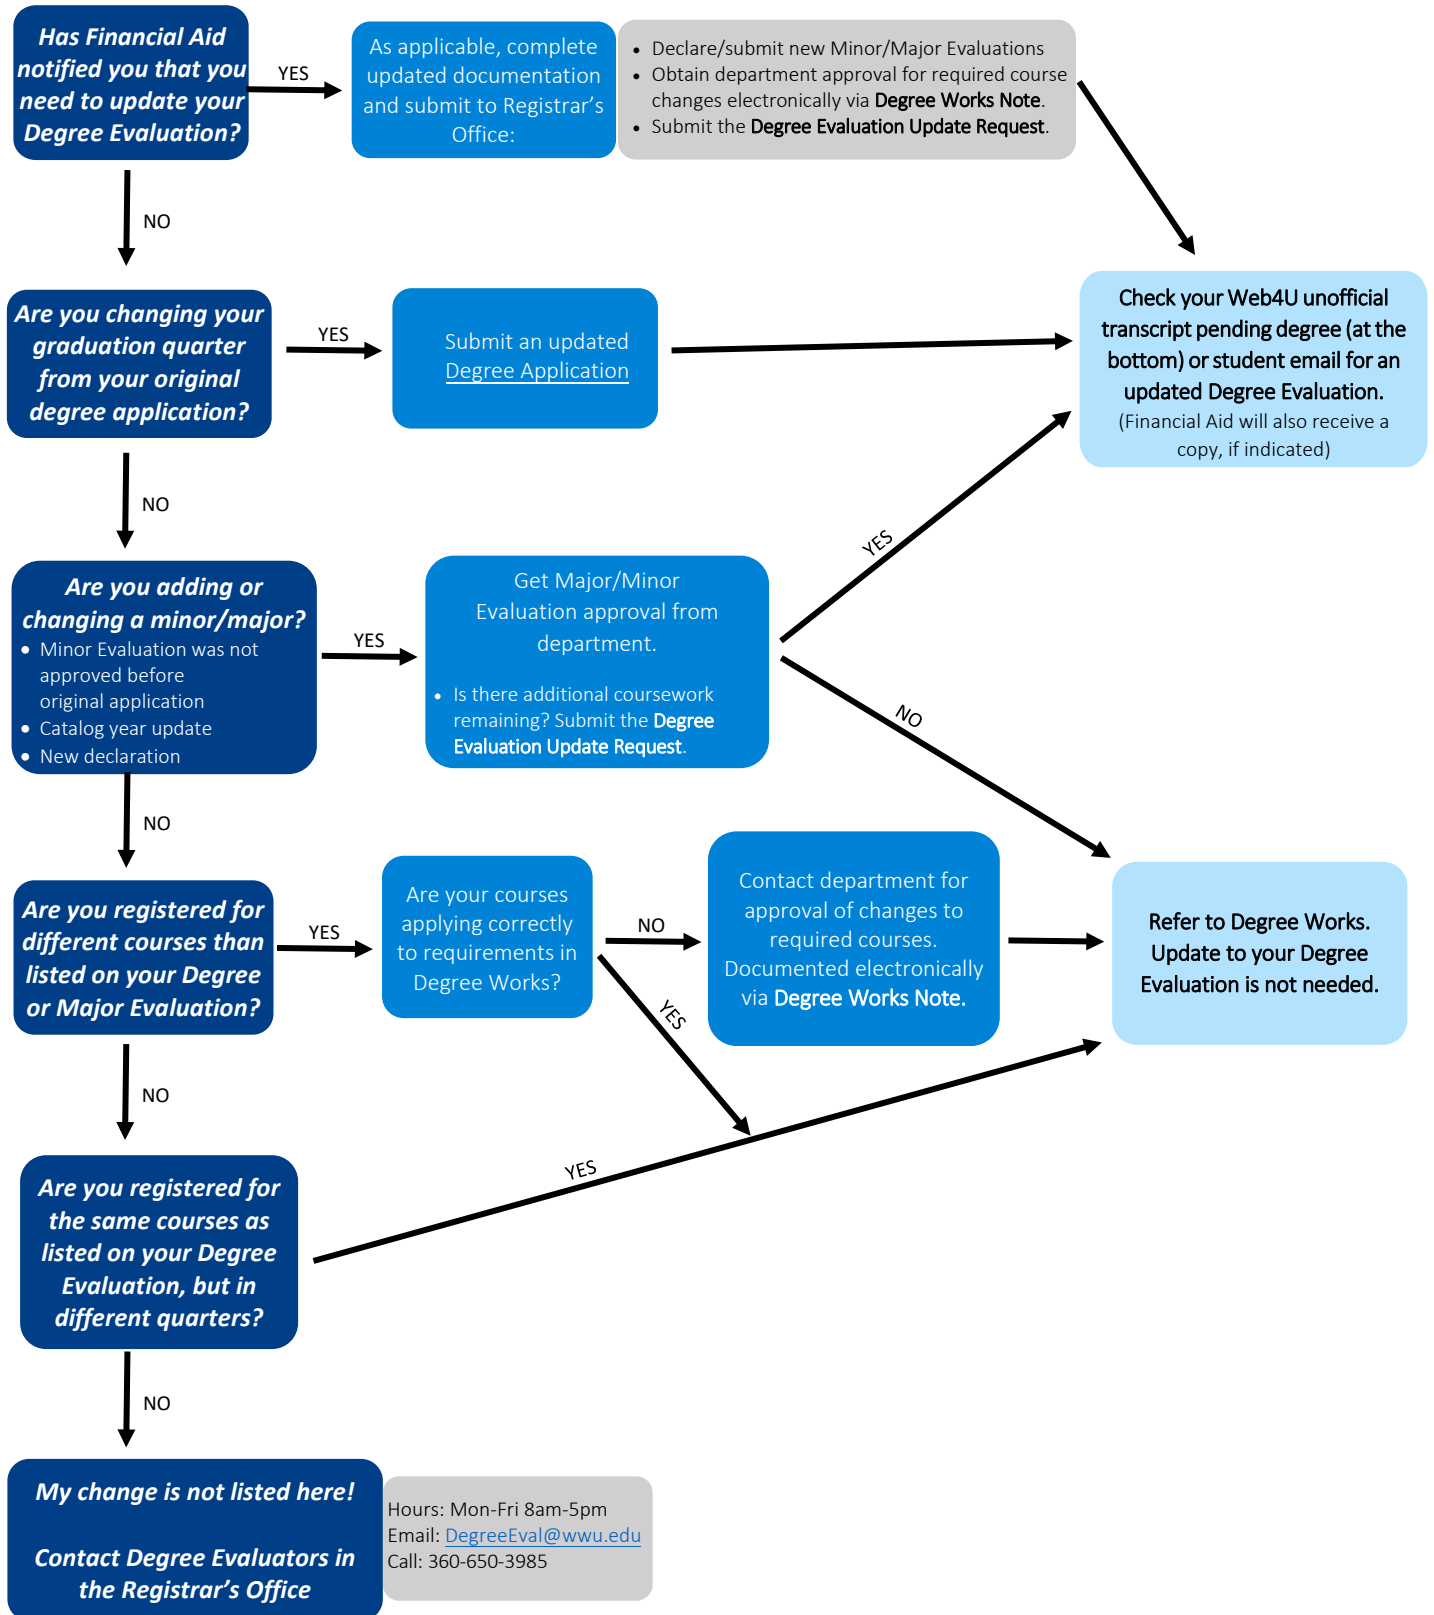 Has Financial Aid
notified you that you
need to update your
Degree Evaluation?
YES
As applicable, complete
updated documentation
and submit to Registrar's
Office:
• Declare/submit new Minor/Major Evaluations
• Obtain department approval for required course
changes electronically via Degree Works Note.
• Submit the Degree Evaluation Update Request.
NO
Are you changing your
graduation quarter
from your original
degree application?
YES
Submit an updated
Degree Application
Check your Web4U unofficial
transcript pending degree (at the
bottom) or student email for an
updated Degree Evaluation.
(Financial Aid will also receive a
copy, if indicated)
NO
Are you adding or
changing a minor/major?
• Minor Evaluation was not
approved before
original application
• Catalog year update
• New declaration
YES
Get Major/Minor
Evaluation approval from
department.
• Is there additional coursework
remaining? Submit the Degree
Evaluation Update Request.
YES
NO
NO
Are you registered for
different courses than
listed on your Degree
or Major Evaluation?
YES
Are your courses
applying correctly
to requirements in
Degree Works?
NO
YES
Contact department for
approval of changes to
required courses.
Documented electronically
via Degree Works Note.
Refer to Degree Works.
Update to your Degree
Evaluation is not needed.
NO
Are you registered for
the same courses as
listed on your Degree
Evaluation, but in
different quarters?
YES
NO
My change is not listed here!
Contact Degree Evaluators in
the Registrar's Office
Hours: Mon-Fri 8am-5pm
Email: DegreeEval@wwu.edu
Call: 360-650-3985